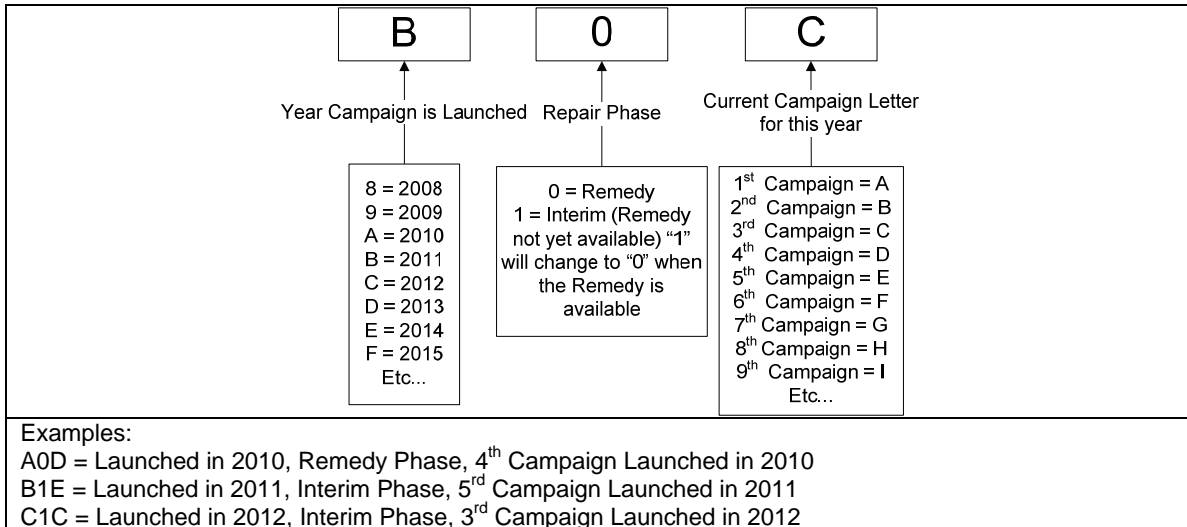 B 0 C
Year Campaign is Launched
Repair Phase
Current Campaign Letter
for this year
8 = 2008
9 = 2009
A = 2010
B = 2011
C = 2012
D = 2013
E = 2014
F = 2015
Etc...
0 = Remedy
1 = Interim (Remedy
not yet available) “1”
will change to “0” when
the Remedy is
available
1st Campaign = A
2nd Campaign = B
3rd Campaign = C
4th Campaign = D
5th Campaign = E
6th Campaign = F
7th Campaign = G
8th Campaign = H
9th Campaign = I
Etc...
Examples:
A0D = Launched in 2010, Remedy Phase, 4th Campaign Launched in 2010
B1E = Launched in 2011, Interim Phase, 5rd Campaign Launched in 2011
C1C = Launched in 2012, Interim Phase, 3rd Campaign Launched in 2012